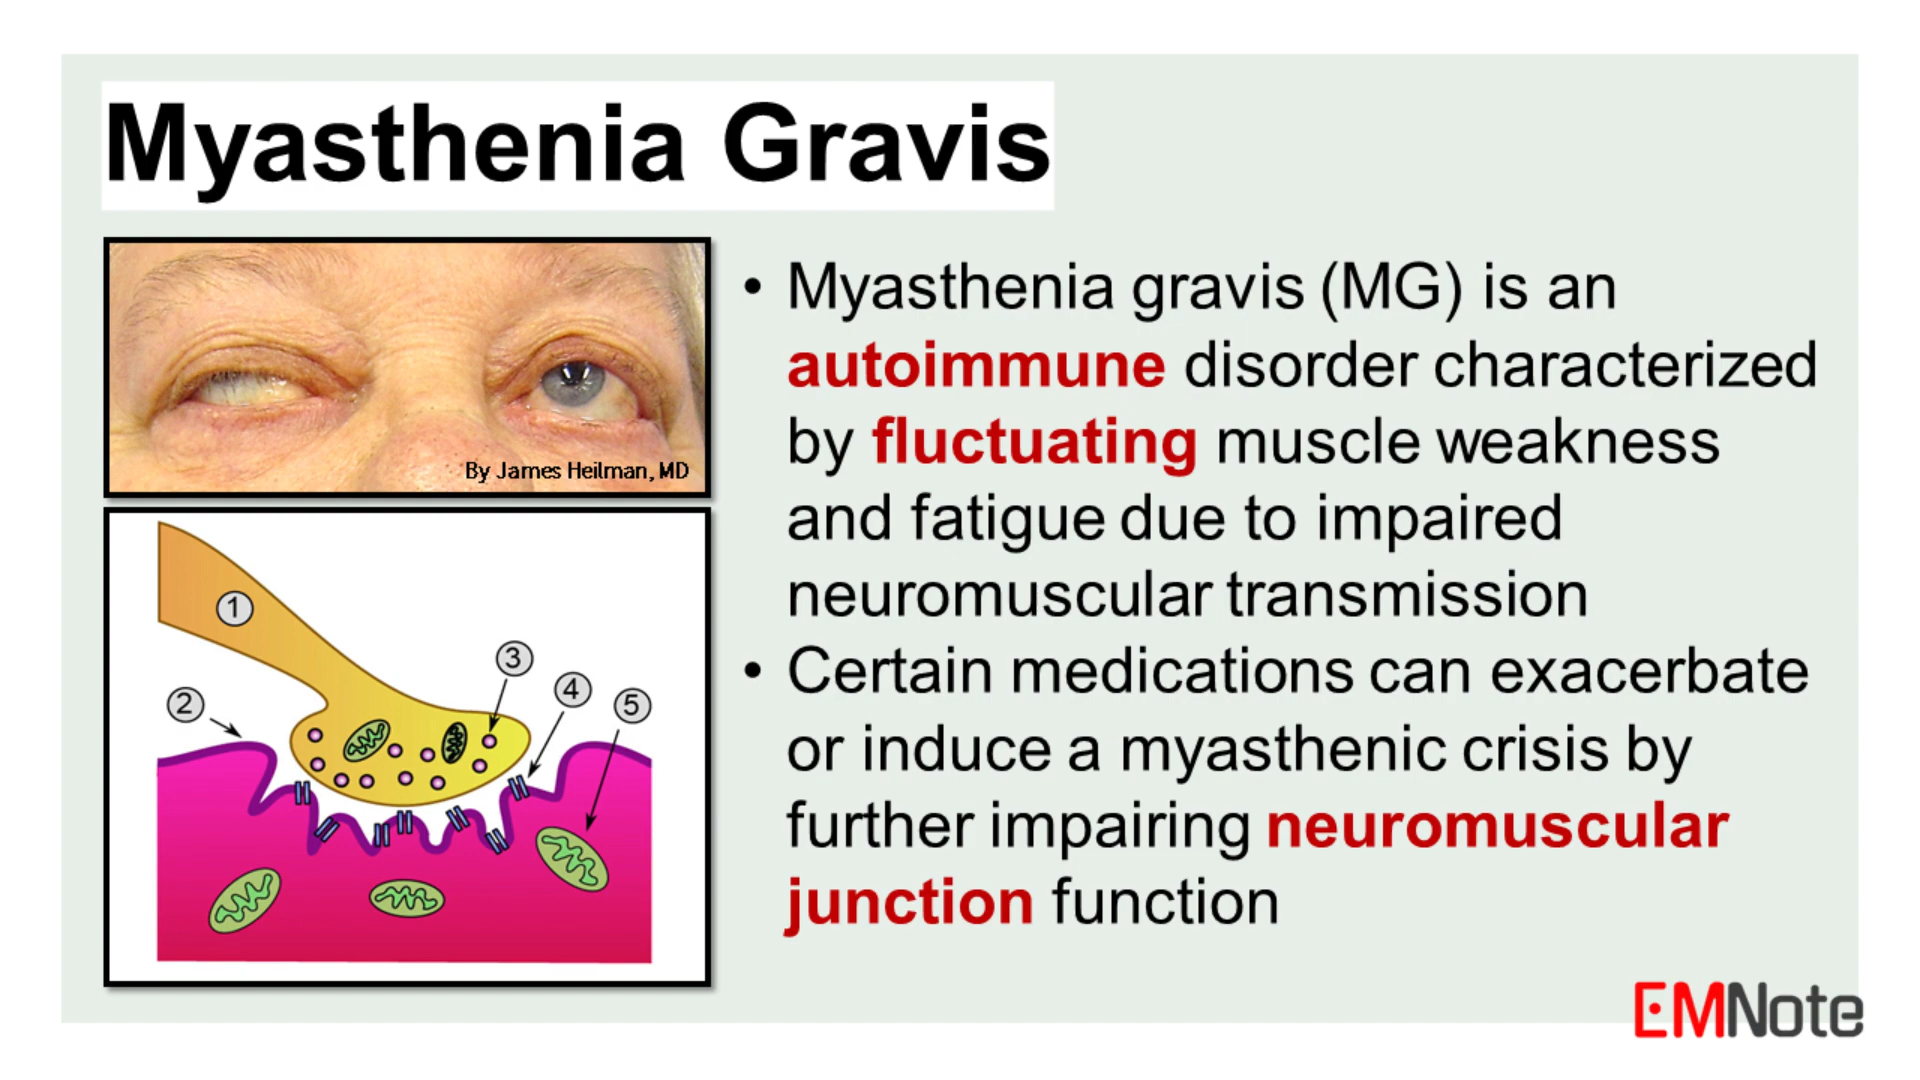 Myasthenia Gravis
By James Heilman, MD
1
2
3
4
5
• Myasthenia gravis (MG) is an
autoimmune disorder characterized
by fluctuating muscle weakness
and fatigue due to impaired
neuromuscular transmission
• Certain medications can exacerbate
or induce a myasthenic crisis by
further impairing neuromuscular
junction function
EMNote